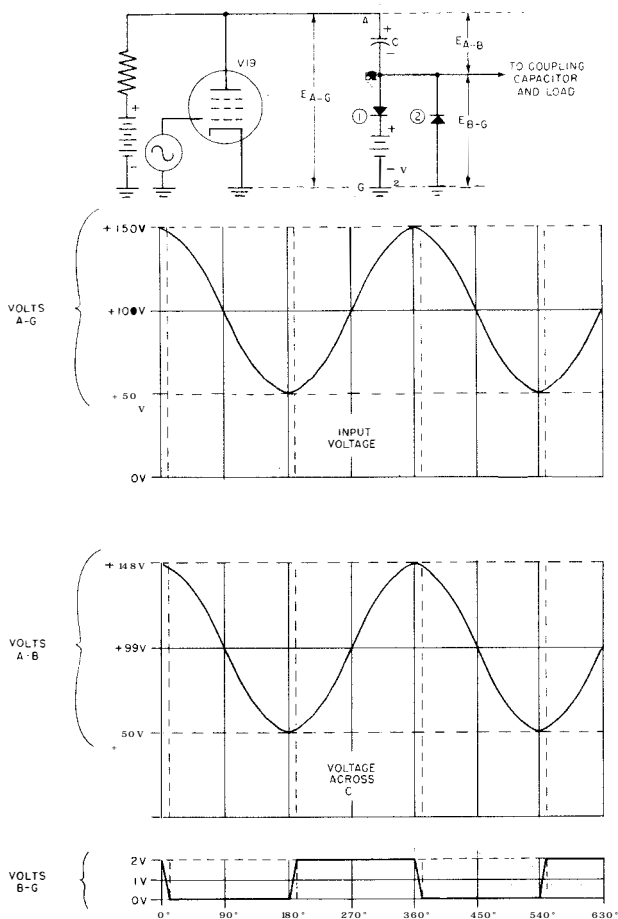 A
+
C
-
V19
E A-G
E A-B
TO COUPLING
CAPACITOR
AND LOAD
B
+
-
1
+
2
E B-G
- V
2
G
+150V
VOLTS
A-G
+100V
+50
V
INPUT
VOLTAGE
0V
+148V
VOLTS
A-B
+99V
50V
+
VOLTAGE
ACROSS
C
VOLTS
B-G
2V
1V
0V
0° 90° 180° 270° 360° 450° 540° 630°